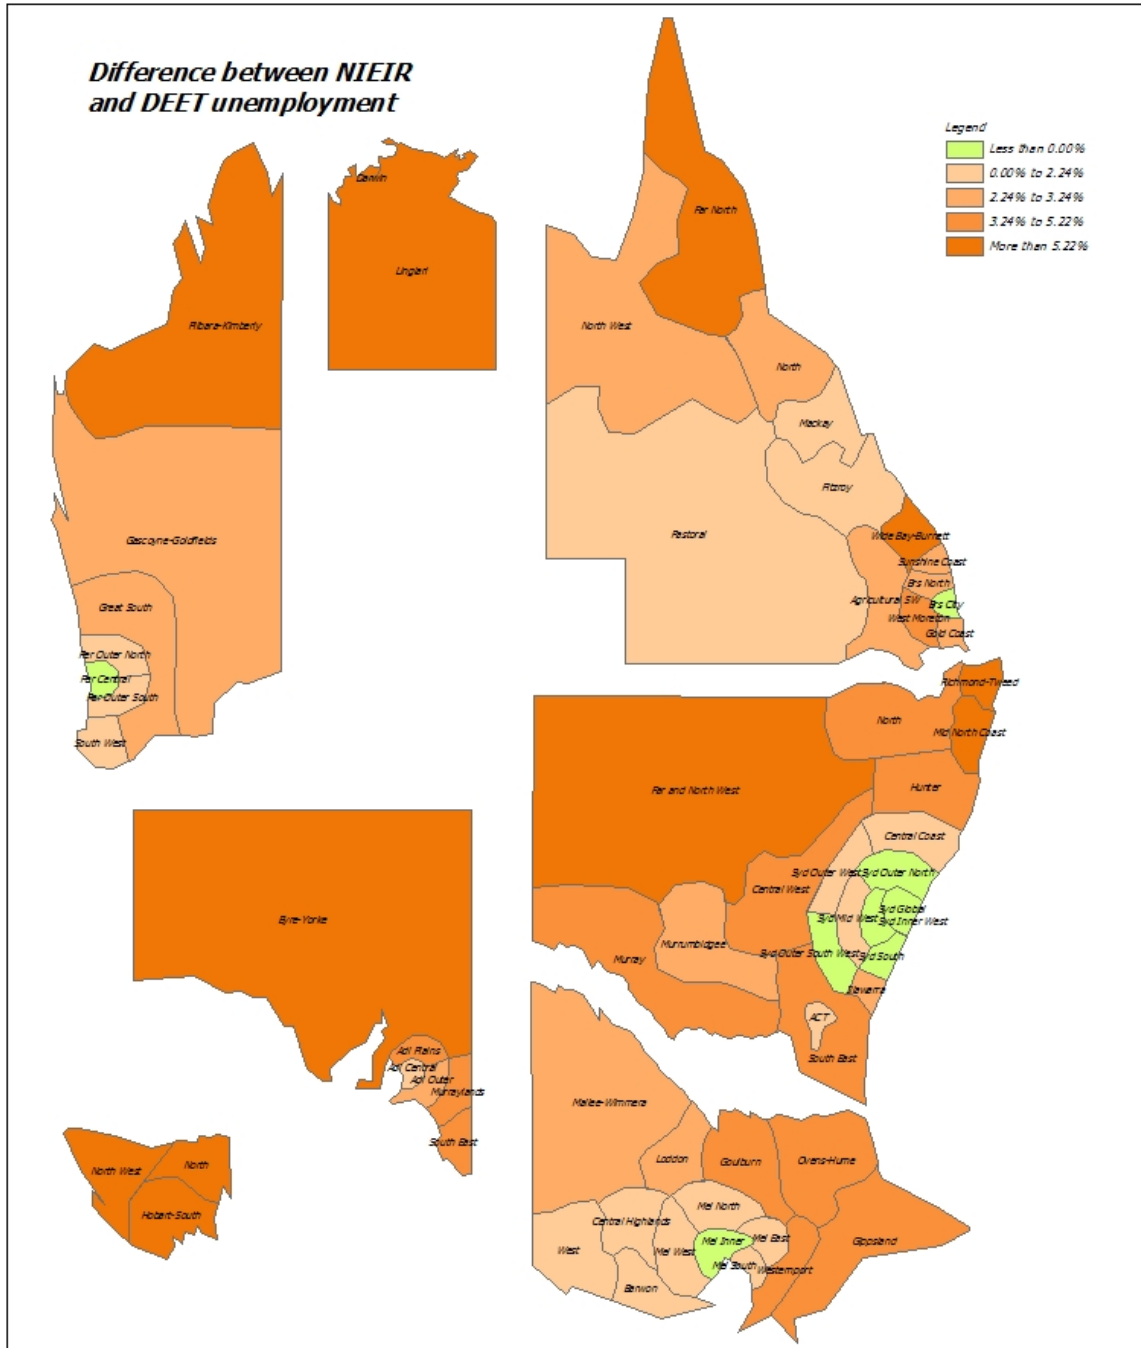 Difference between NIEIR
and DEET unemployment
Legend
Less than 0.00%
0.00% to 2.24%
2.24% to 3.24%
3.24% to 5.22%
More than 5.22%
Darwin
Lingiari
Pilbara-Kimberly
Gascoyne-Goldfields
Great South
Per Outer North
Per Central
Per Outer South
South West
Far North
North West
North
Mackay
Fitzroy
Pastoral
Wide Bay-Burnett
Sunshine Coast
Brs North
Agricultural SW
Brs City
West Moreton
Gold Coast
Richmond-Tweed
North
Mid North Coast
Far and North West
Hunter
Central Coast
Syd Outer West
Syd Outer North
Central West
Syd Global
Syd Mid West
Syd Inner West
Murrumbidgee
Syd Outer South West
Syd South
Murray
Illawarra
ACT
South East
Eyre-Yorke
Adl Plains
Adl Central
Adl Outer
Murraylands
South East
Mallee-Wimmera
Loddon
Goulburn
Ovens-Hume
North West
North
Hobart-South
Mel North
Central Highlands
Mel Inner
Mel East
Gippsland
West
Mel West
Mel South
Westernport
Barwon